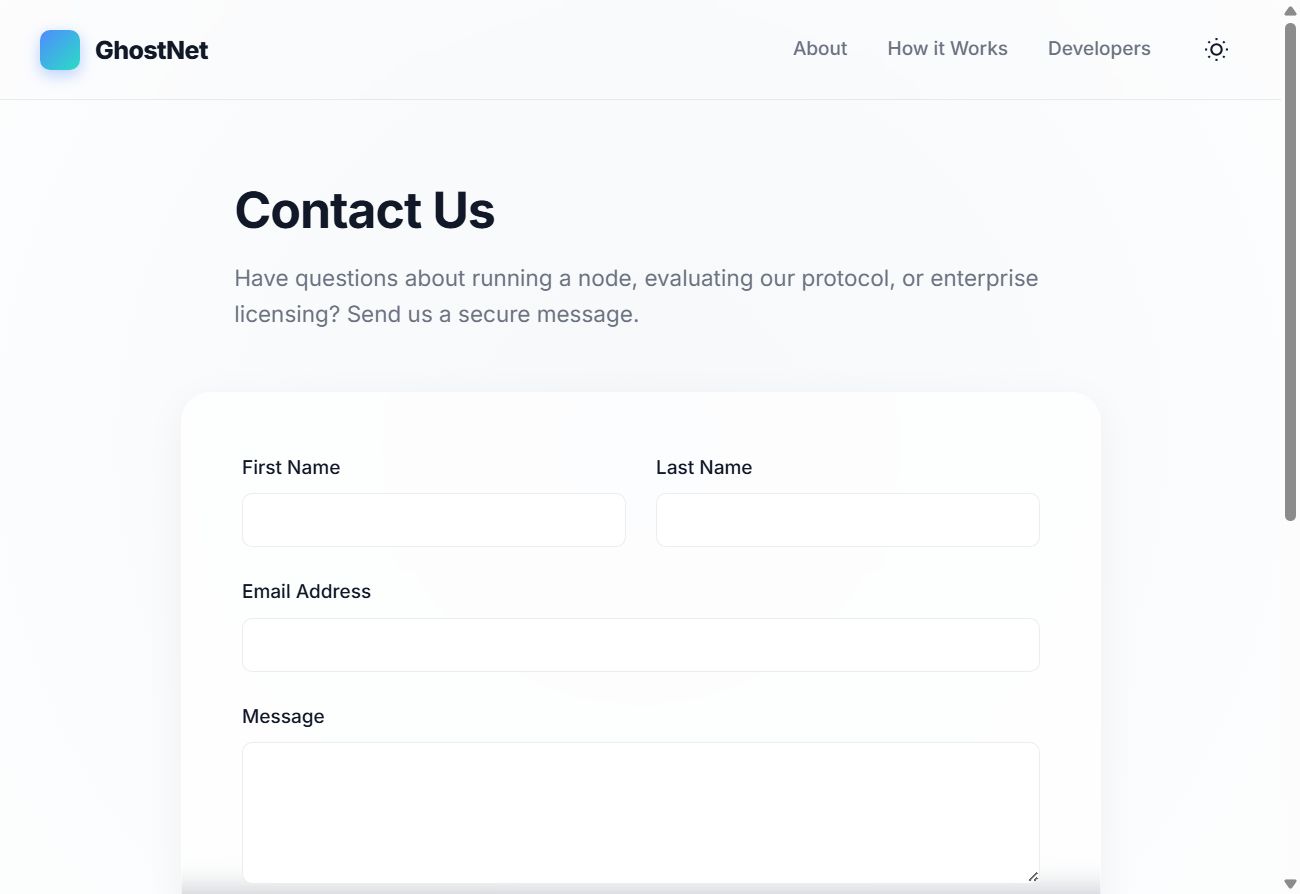 GhostNet
About
How it Works
Developers
Contact Us
Have questions about running a node, evaluating our protocol, or enterprise
licensing? Send us a secure message.
First Name
Last Name
Email Address
Message